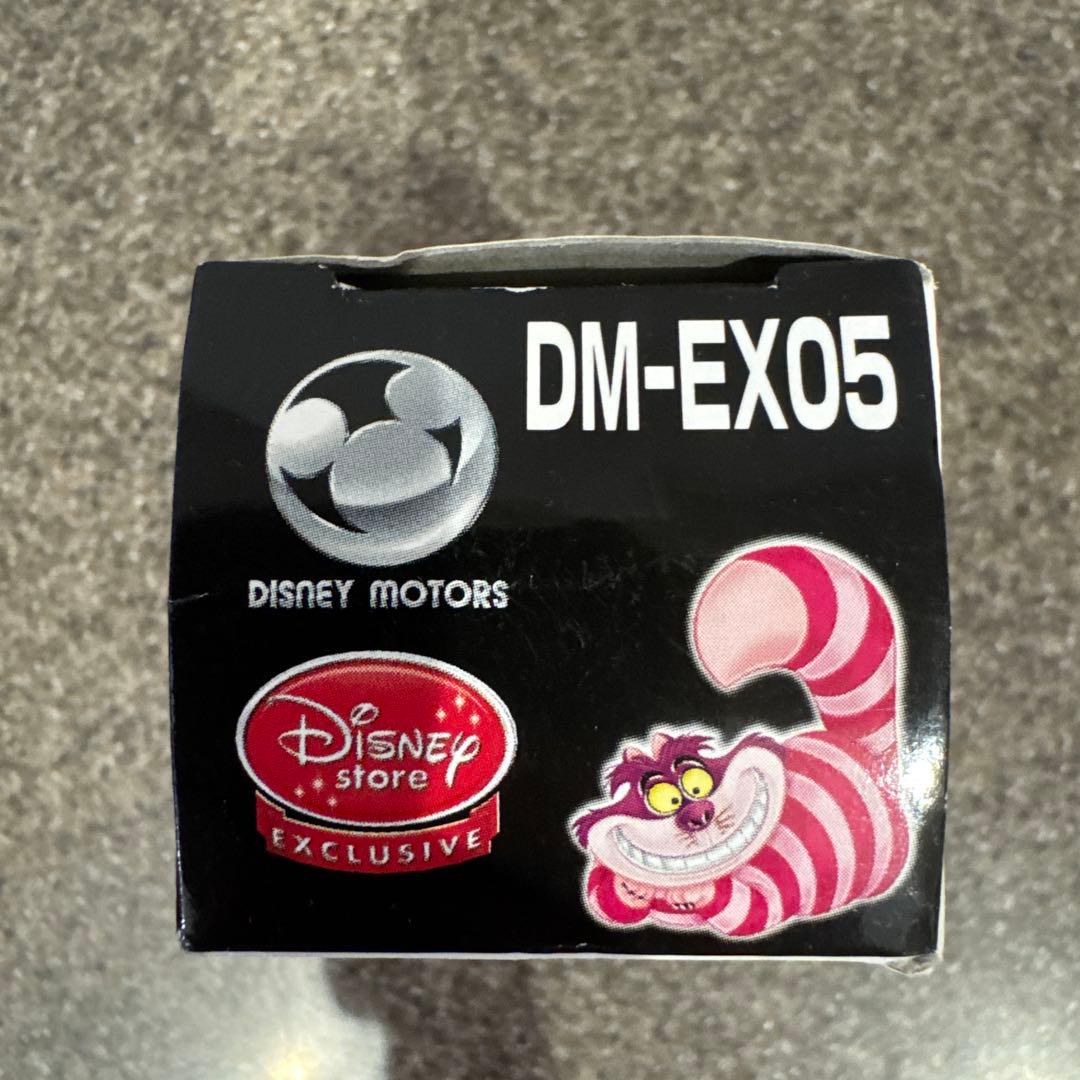 DM-EX05
DISNEY MOTORS
Disney
store
EXCLUSIVE